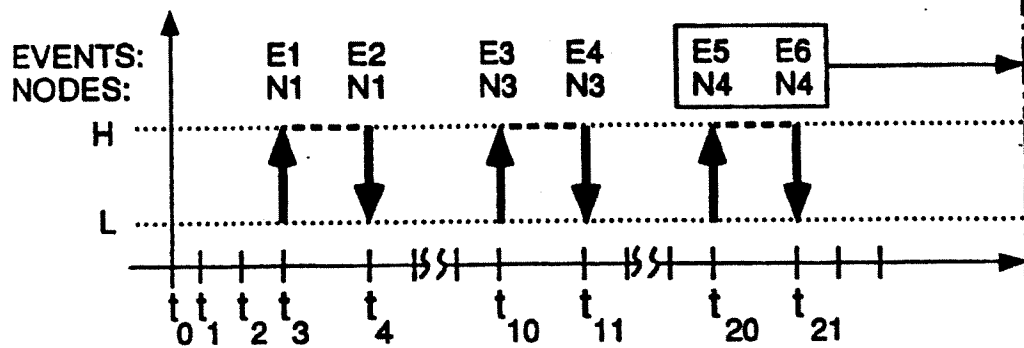 EVENTS: E1 E2 E3 E4 E5 E6
NODES: N1 N1 N3 N3 N4 N4
H
L
t0 t1 t2 t3 t4 t10 t11 t20 t21